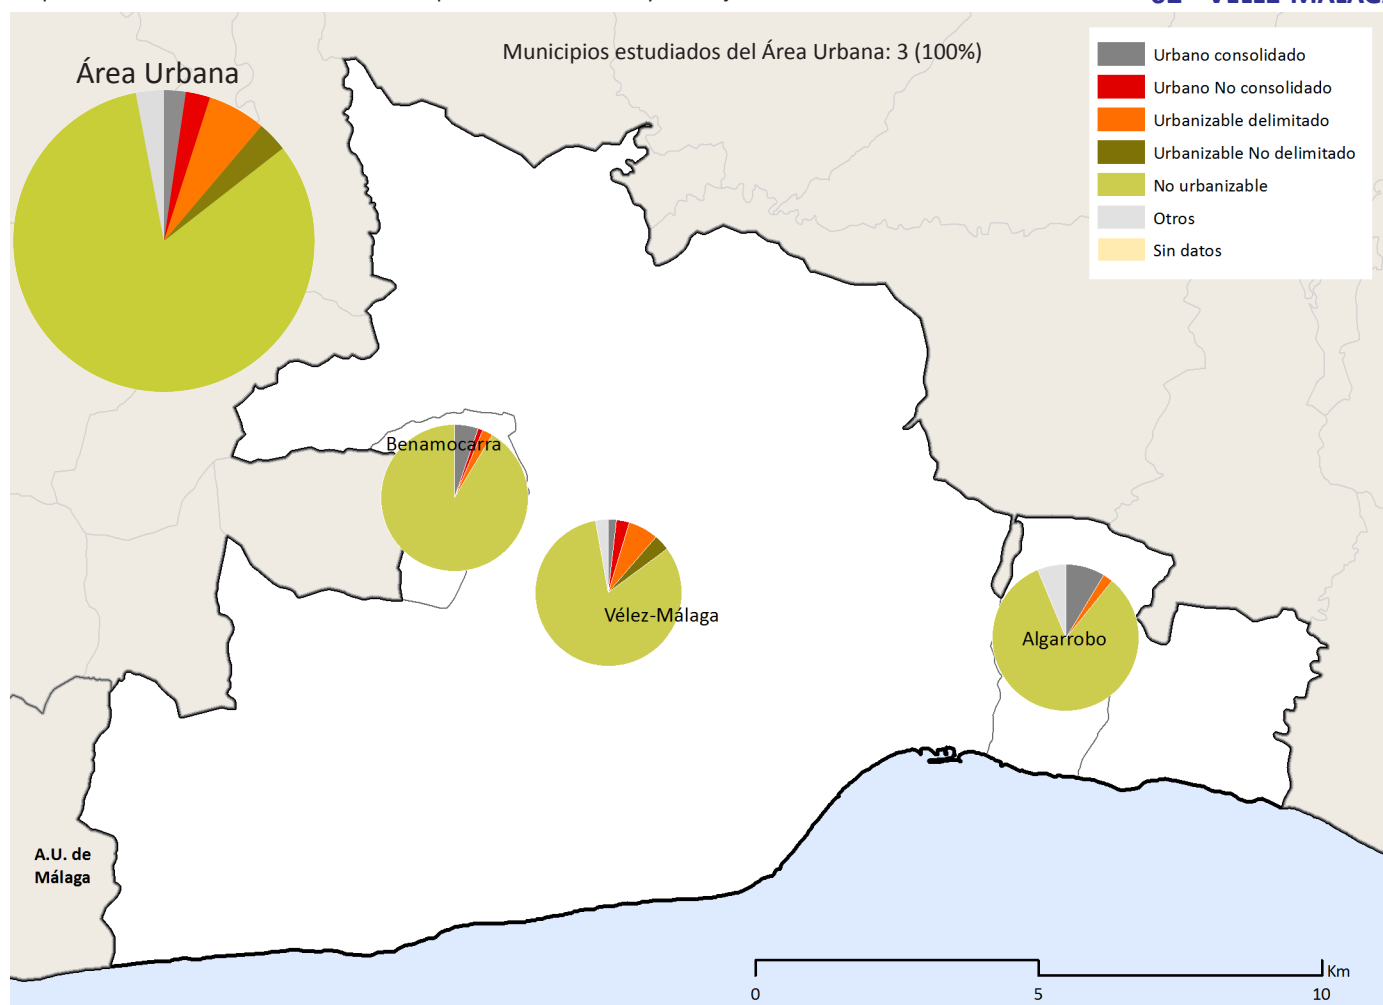 Municipios estudiados del Área Urbana: 3 (100%)
Área Urbana
Urbano consolidado
Urbano No consolidado
Urbanizable delimitado
Urbanizable No delimitado
No urbanizable
Otros
Sin datos
Benamocarra
Vélez-Málaga
Algarrobo
A.U. de
Málaga
Km
0 5 10